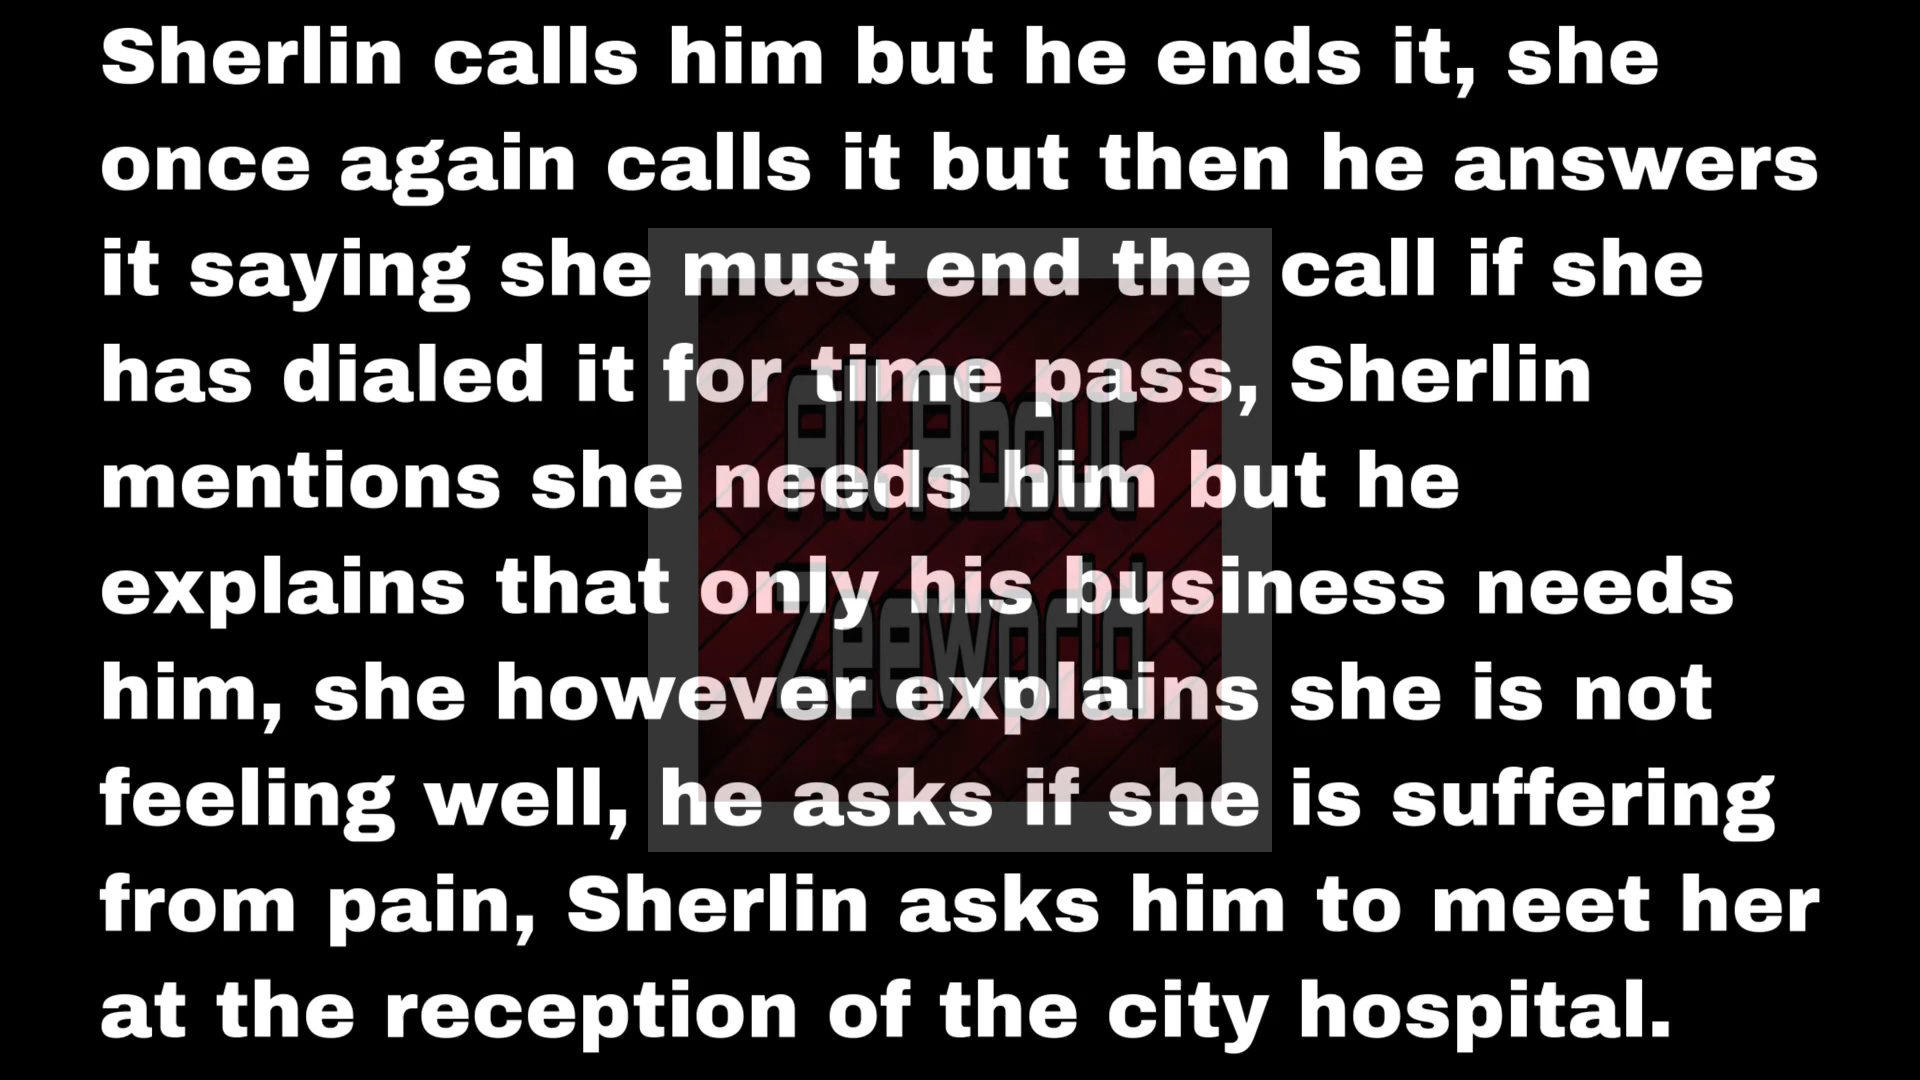 Sherlin calls him but he ends it, she
once again calls it but then he answers
it saying she must end the call if she
has dialed it for time pass, Sherlin
mentions she needs him but he
explains that only his business needs
him, she however explains she is not
feeling well, he asks if she is suffering
from pain, Sherlin asks him to meet her
at the reception of the city hospital.
All About
Zeeworld